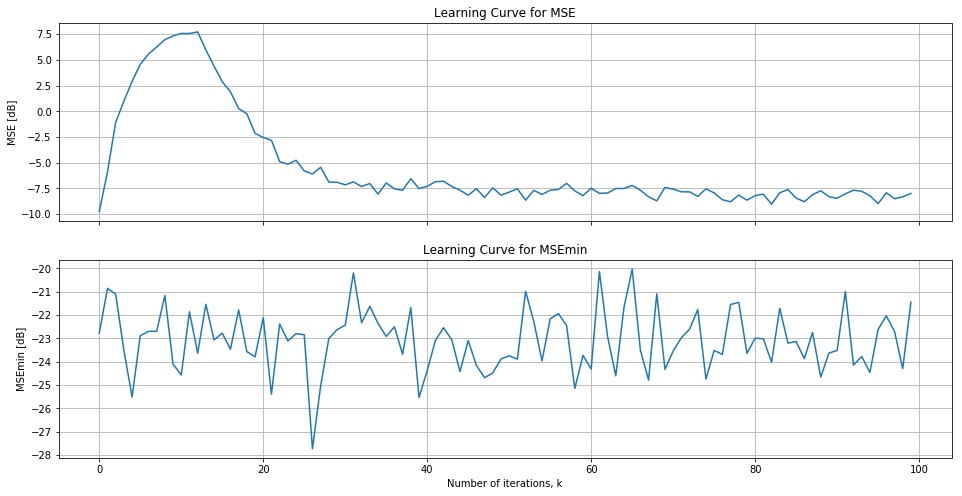 Learning Curve for MSE
7.5
5.0
2.5
0.0
−2.5
−5.0
−7.5
−10.0
MSE [dB]
Learning Curve for MSEmin
−20
−21
−22
−23
−24
−25
−26
−27
−28
MSEmin [dB]
0 20 40 60 80 100
Number of iterations, k